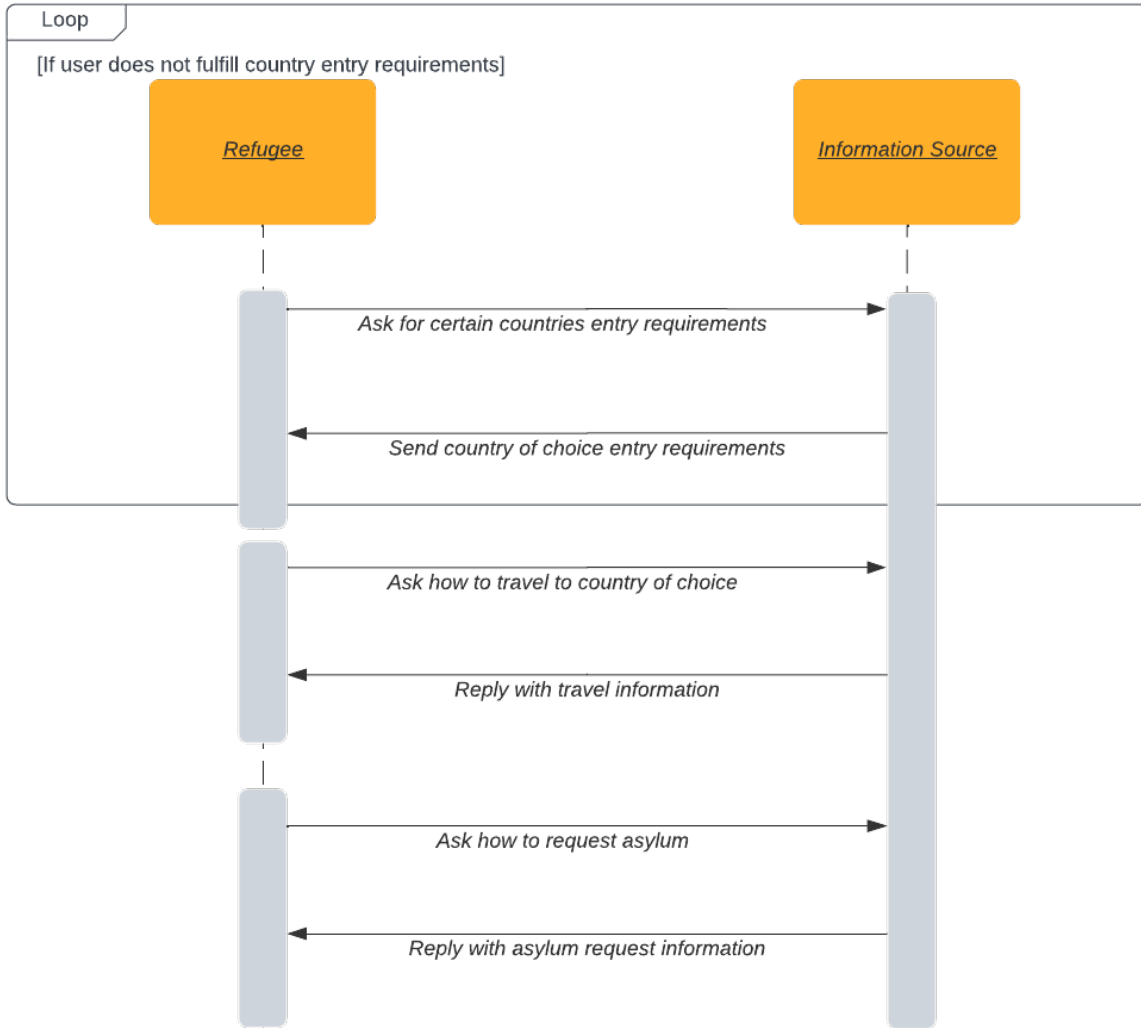 Loop
[If user does not fulfill country entry requirements]
Refugee
Information Source
Ask for certain countries entry requirements
Send country of choice entry requirements
Ask how to travel to country of choice
Reply with travel information
Ask how to request asylum
Reply with asylum request information